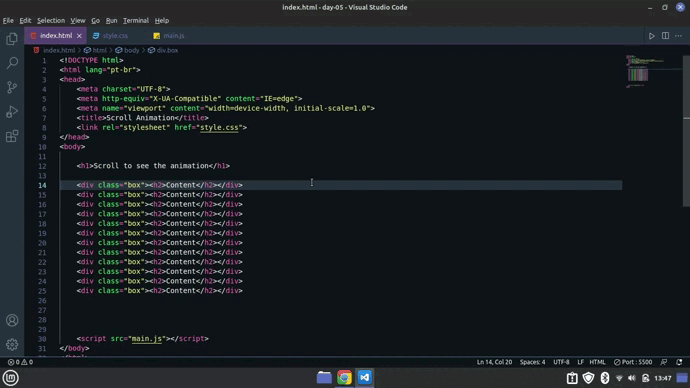 index.html - day-05 - Visual Studio Code
File Edit Selection View Go Run Terminal Help
index.html style.css main.js
index.html > html > body > div.box
1 <!DOCTYPE html>
2 <html lang="pt-br">
3 <head>
4 <meta charset="UTF-8">
5 <meta http-equiv="X-UA-Compatible" content="IE=edge">
6 <meta name="viewport" content="width=device-width, initial-scale=1.0">
7 <title>Scroll Animation</title>
8 <link rel="stylesheet" href="style.css">
9 </head>
10 <body>
11
12 <h1>Scroll to see the animation</h1>
13
14 <div class="box"><h2>Content</h2></div>
15 <div class="box"><h2>Content</h2></div>
16 <div class="box"><h2>Content</h2></div>
17 <div class="box"><h2>Content</h2></div>
18 <div class="box"><h2>Content</h2></div>
19 <div class="box"><h2>Content</h2></div>
20 <div class="box"><h2>Content</h2></div>
21 <div class="box"><h2>Content</h2></div>
22 <div class="box"><h2>Content</h2></div>
23 <div class="box"><h2>Content</h2></div>
24 <div class="box"><h2>Content</h2></div>
25 <div class="box"><h2>Content</h2></div>
26
27
28
29
30 <script src="main.js"></script>
31 </body>
0 0 Ln 14, Col 20 Spaces: 4 UTF-8 LF HTML Port : 5500
13:47